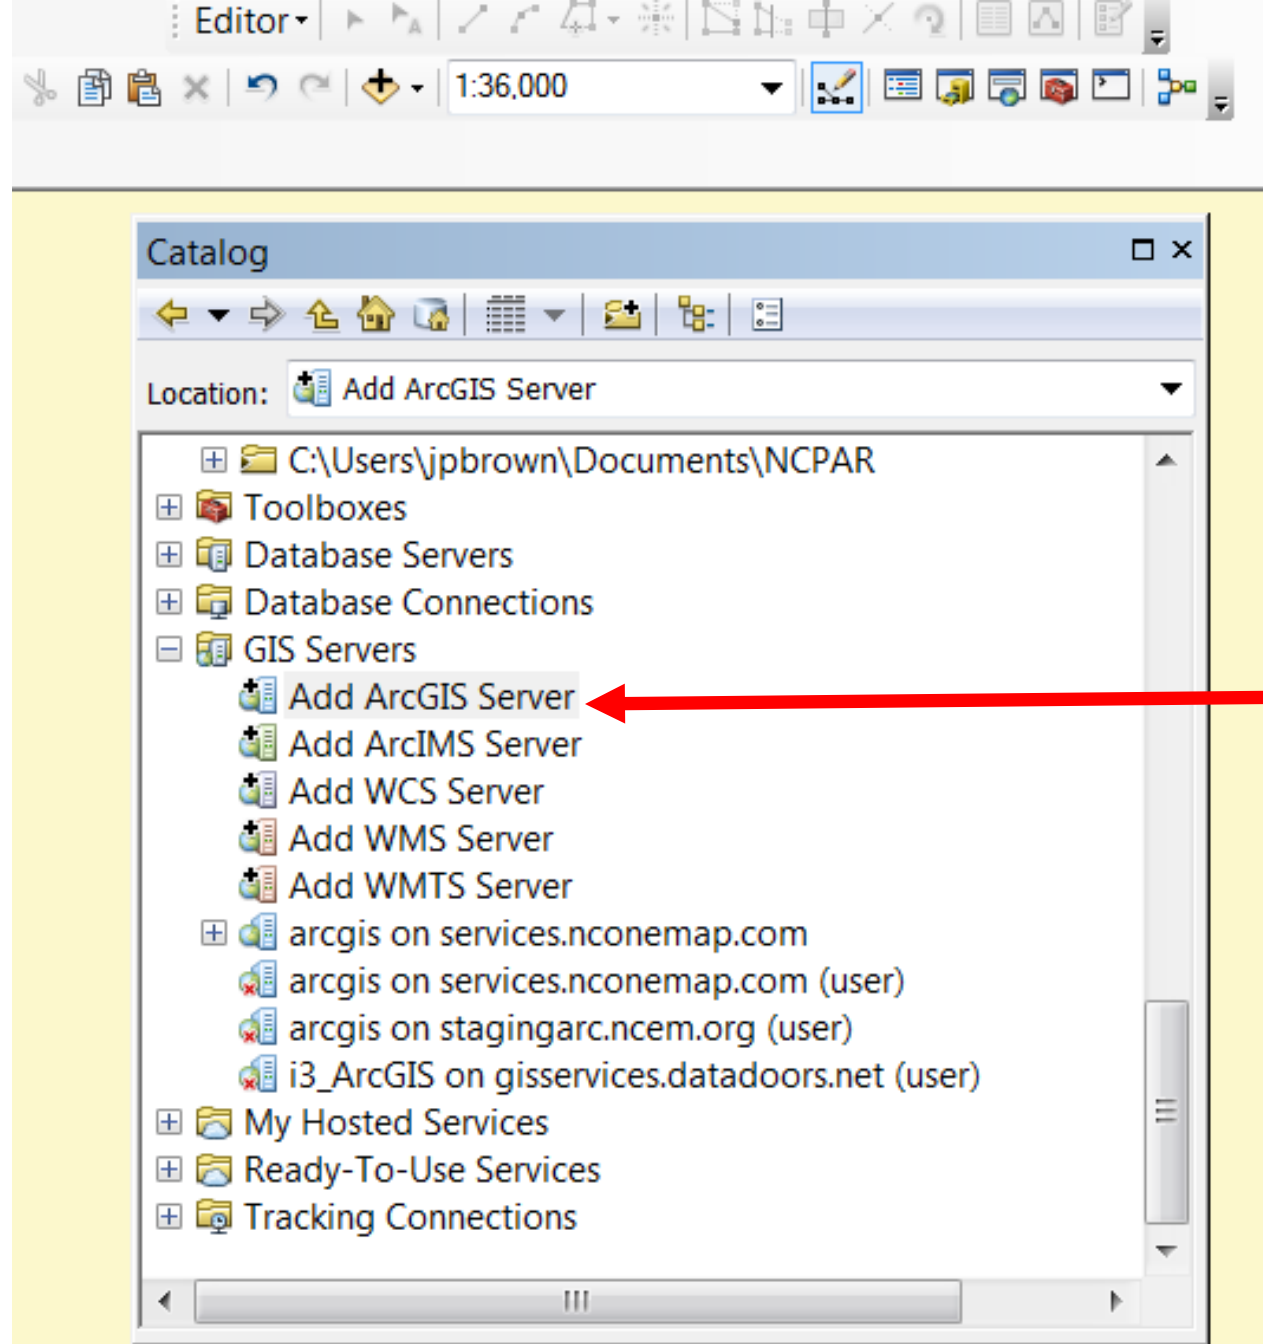 Editor
1:36,000
Catalog
Location: Add ArcGIS Server
C:\Users\jpbrown\Documents\NCPAR
Toolboxes
Database Servers
Database Connections
GIS Servers
Add ArcGIS Server
Add ArcIMS Server
Add WCS Server
Add WMS Server
Add WMTS Server
arcgis on services.nconemap.com
arcgis on services.nconemap.com (user)
arcgis on stagingarc.ncem.org (user)
i3_ArcGIS on gisservices.datadoors.net (user)
My Hosted Services
Ready-To-Use Services
Tracking Connections